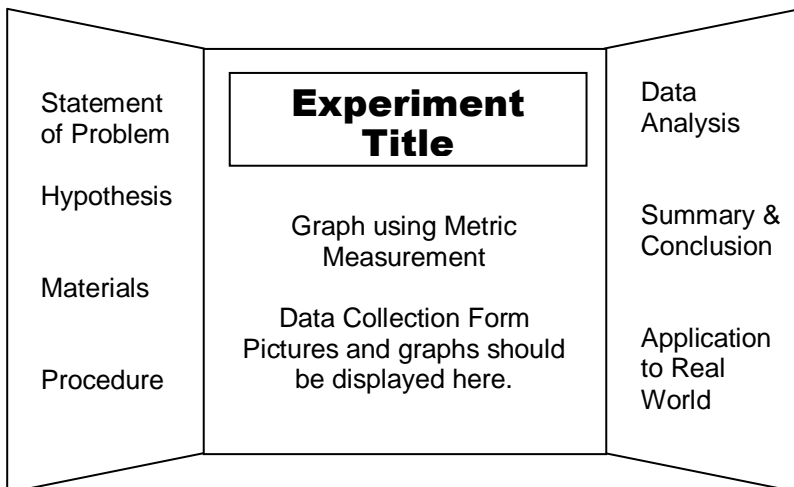 Statement
of Problem
Hypothesis
Materials
Procedure
Experiment
Title
Graph using Metric
Measurement
Data Collection Form
Pictures and graphs should
be displayed here.
Data
Analysis
Summary &
Conclusion
Application
to Real
World